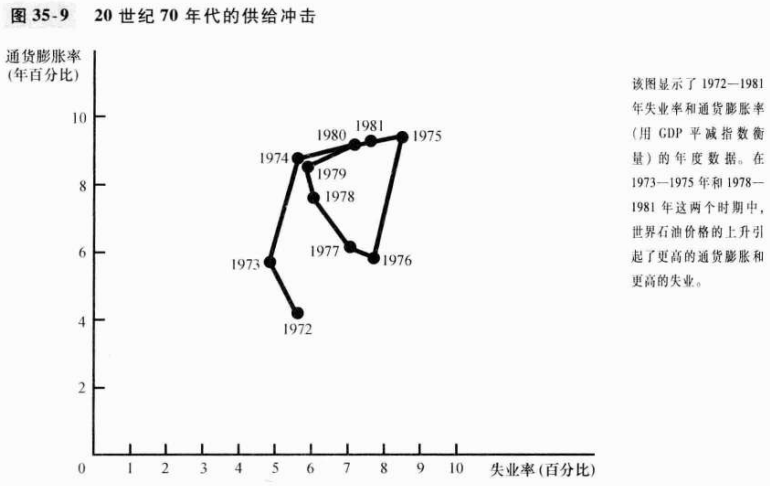 图 35-9 20 世纪 70 年代的供给冲击
通货膨胀率
(年百分比)
10
8
6
4
2
0
1972
1973
1974
1975
1976
1977
1978
1979
1980
1981
0 1 2 3 4 5 6 7 8 9 10 失业率(百分比)
该图显示了 1972—1981
年失业率和通货膨胀率
(用 GDP 平减指数衡
量)的年度数据。在
1973—1975 年和 1978—
1981 年这两个时期中,
世界石油价格的上升引
起了更高的通货膨胀和
更高的失业。